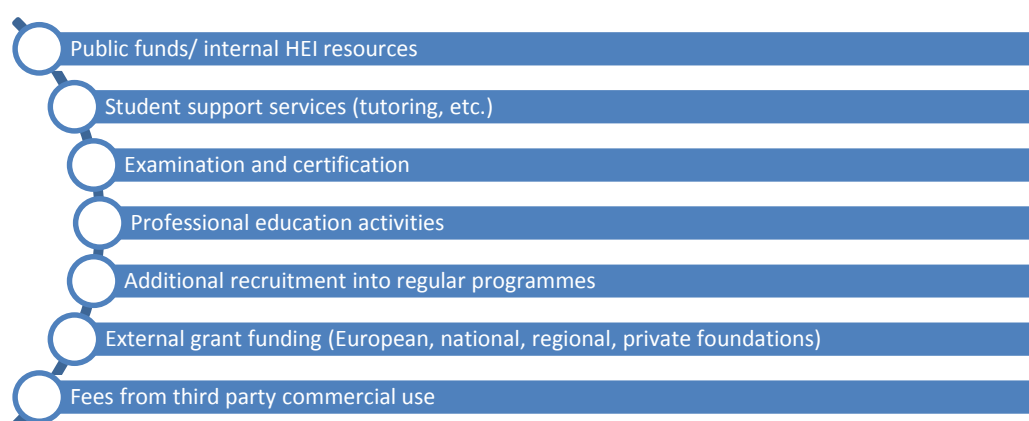 Public funds/ internal HEI resources
Student support services (tutoring, etc.)
Examination and certification
Professional education activities
Additional recruitment into regular programmes
External grant funding (European, national, regional, private foundations)
Fees from third party commercial use